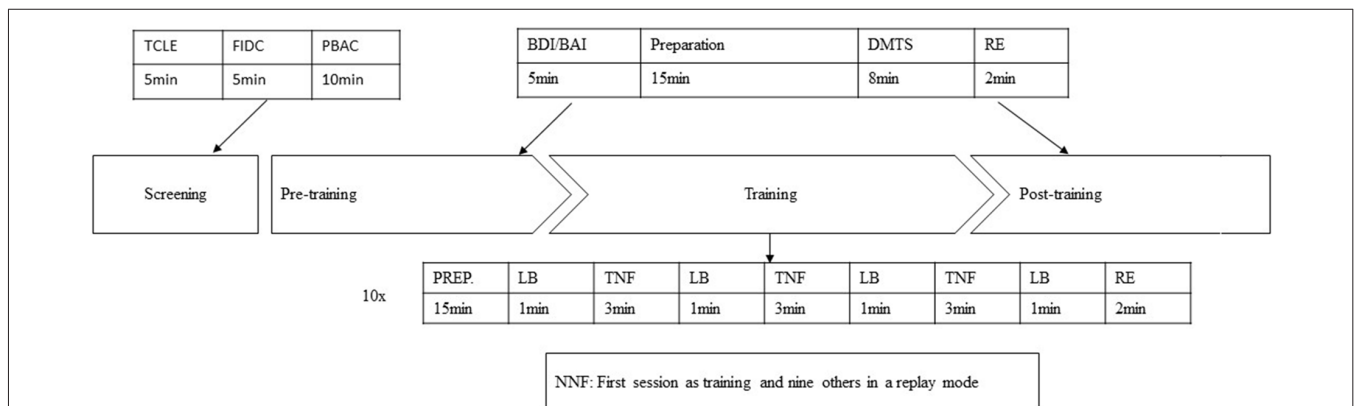 TCLE FIDC PBAC
5min 5min 10min
BDI/BAI Preparation DMTS RE
5min 15min 8min 2min
Screening Pre-training Training Post-training
10x
PREP. LB TNF LB TNF LB TNF LB RE
15min 1min 3min 1min 3min 1min 3min 1min 2min
NNF: First session as training and nine others in a replay mode